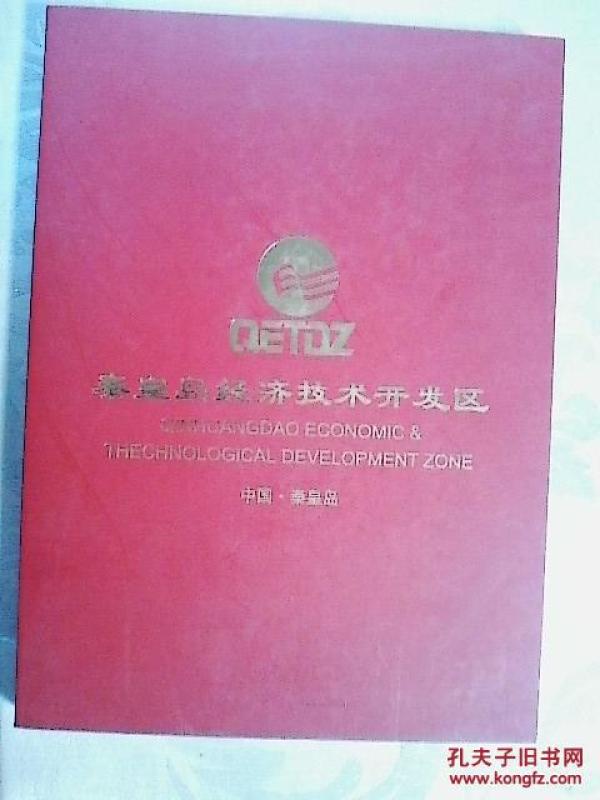 QETDZ
秦皇岛经济技术开发区
QINHUANGDAO ECONOMIC &
THECHNOLOGICAL DEVELOPMENT ZONE
中国·秦皇岛
孔夫子旧书网
www.kongfz.com